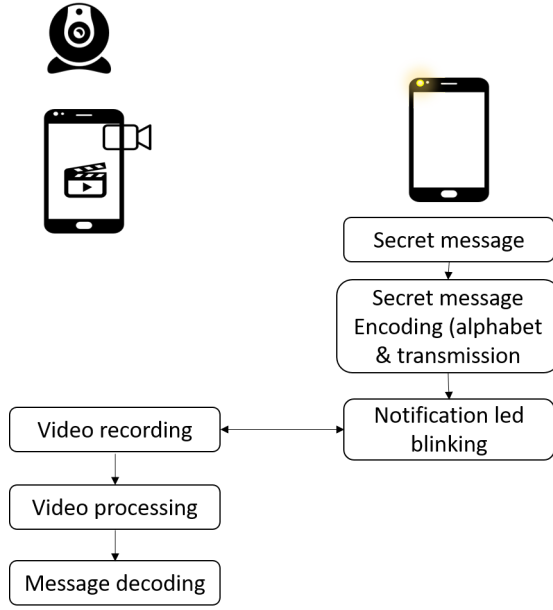 Secret message
Secret message
Encoding (alphabet
& transmission
Notification led
blinking
Video recording
Video processing
Message decoding